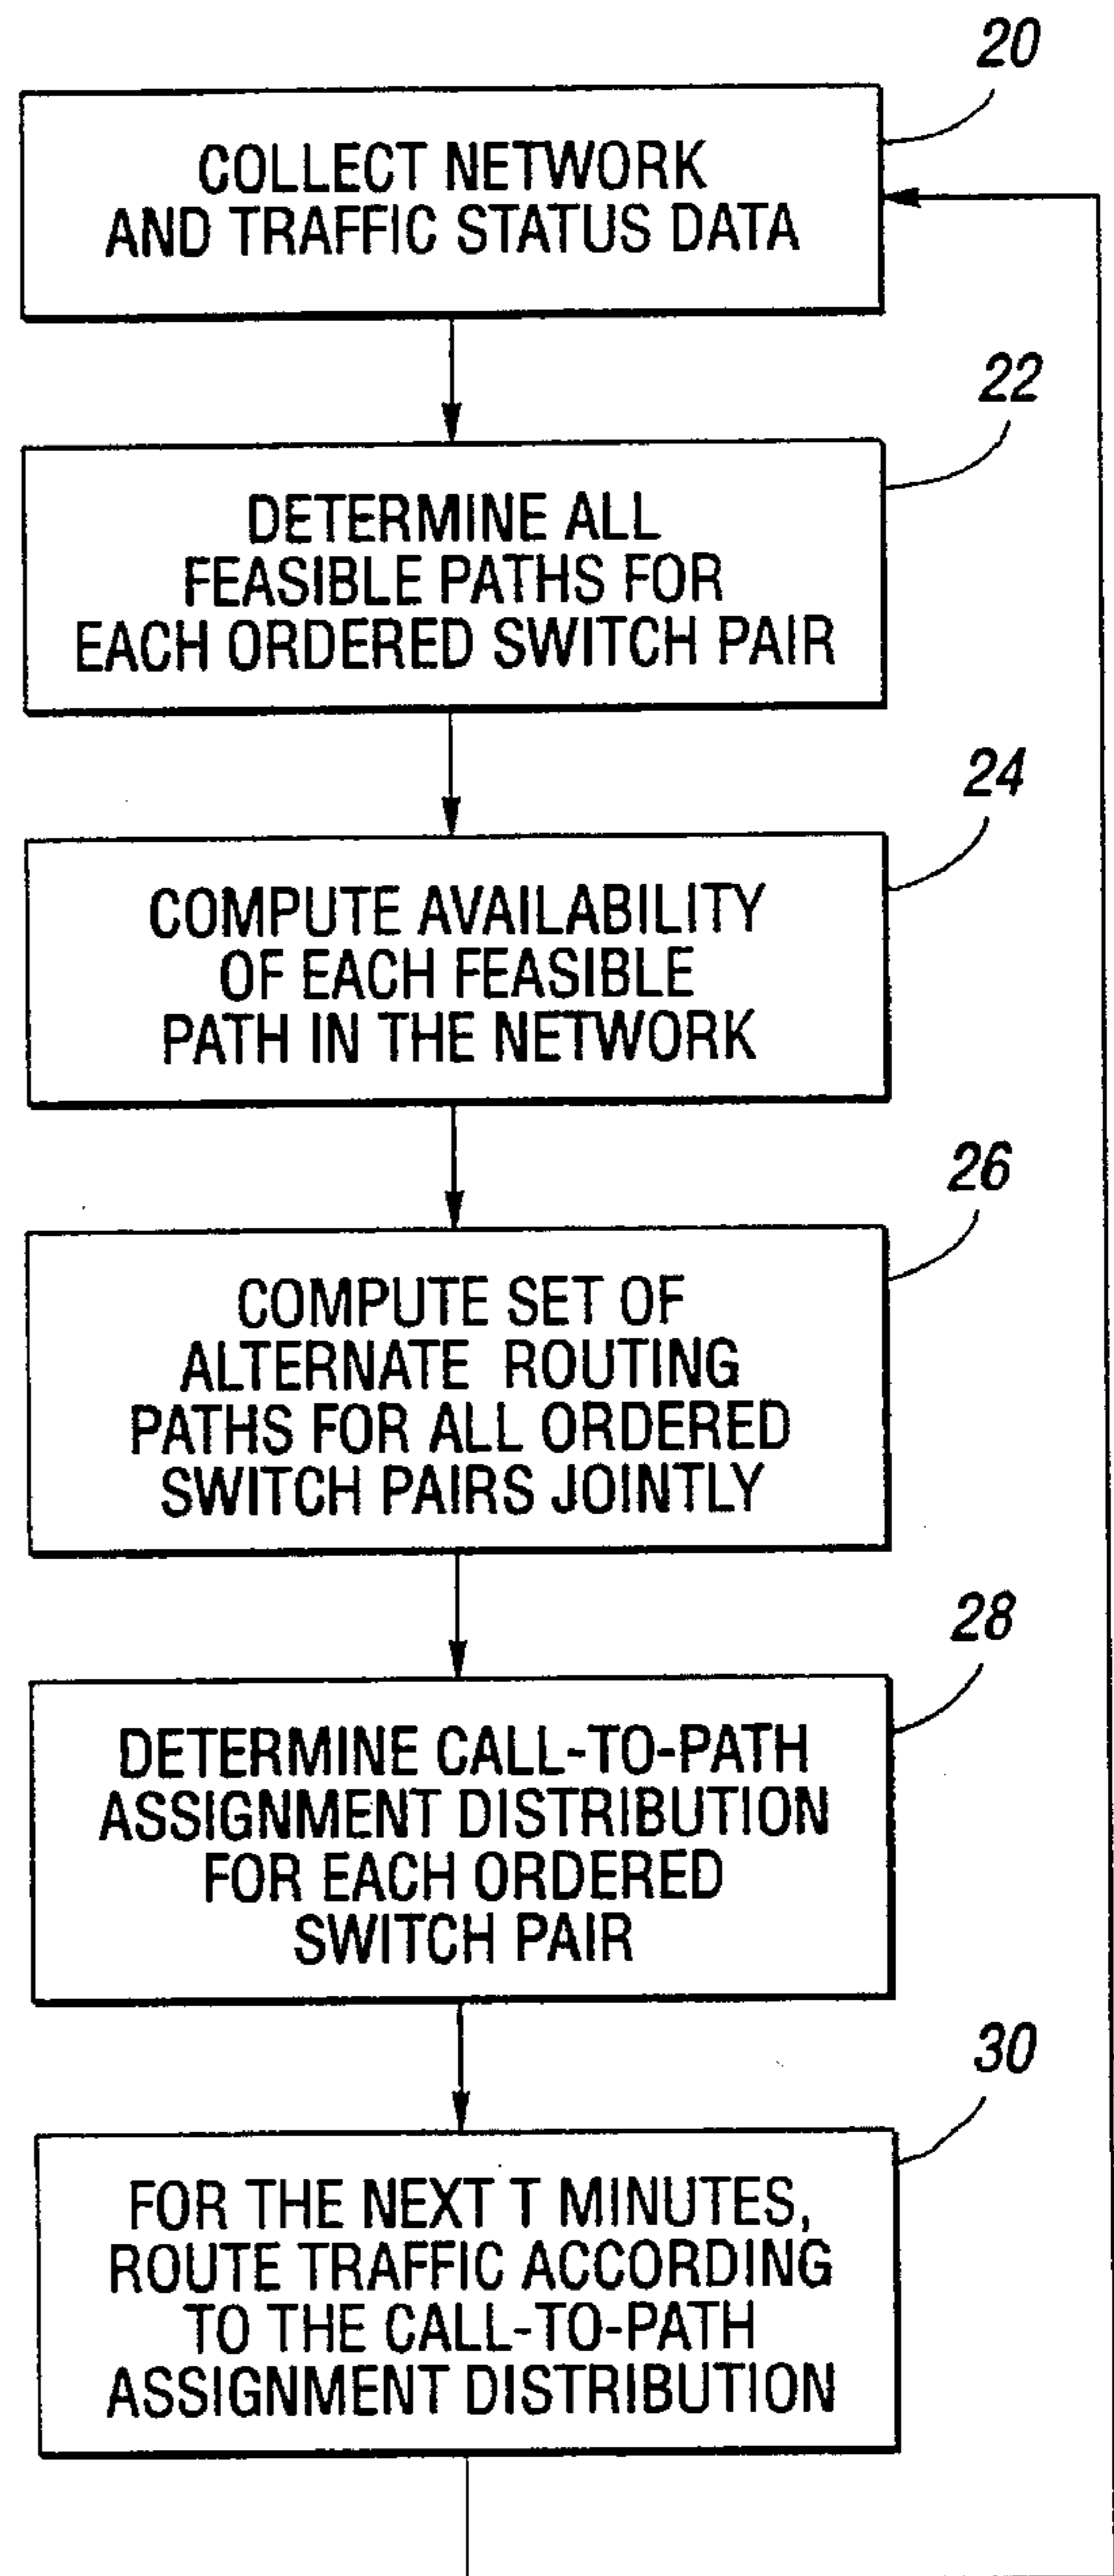 20
COLLECT NETWORK
AND TRAFFIC STATUS DATA
22
DETERMINE ALL
FEASIBLE PATHS FOR
EACH ORDERED SWITCH PAIR
24
COMPUTE AVAILABILITY
OF EACH FEASIBLE
PATH IN THE NETWORK
26
COMPUTE SET OF
ALTERNATE ROUTING
PATHS FOR ALL ORDERED
SWITCH PAIRS JOINTLY
28
DETERMINE CALL-TO-PATH
ASSIGNMENT DISTRIBUTION
FOR EACH ORDERED
SWITCH PAIR
30
FOR THE NEXT T MINUTES,
ROUTE TRAFFIC ACCORDING
TO THE CALL-TO-PATH
ASSIGNMENT DISTRIBUTION